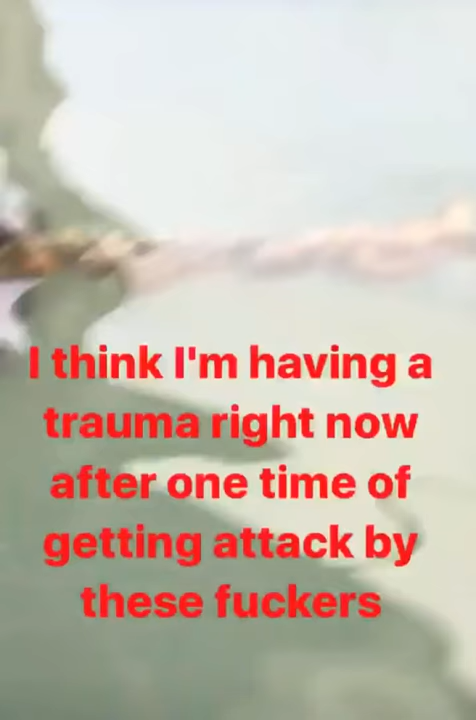 I think I'm having a
trauma right now
after one time of
getting attack by
these fuckers